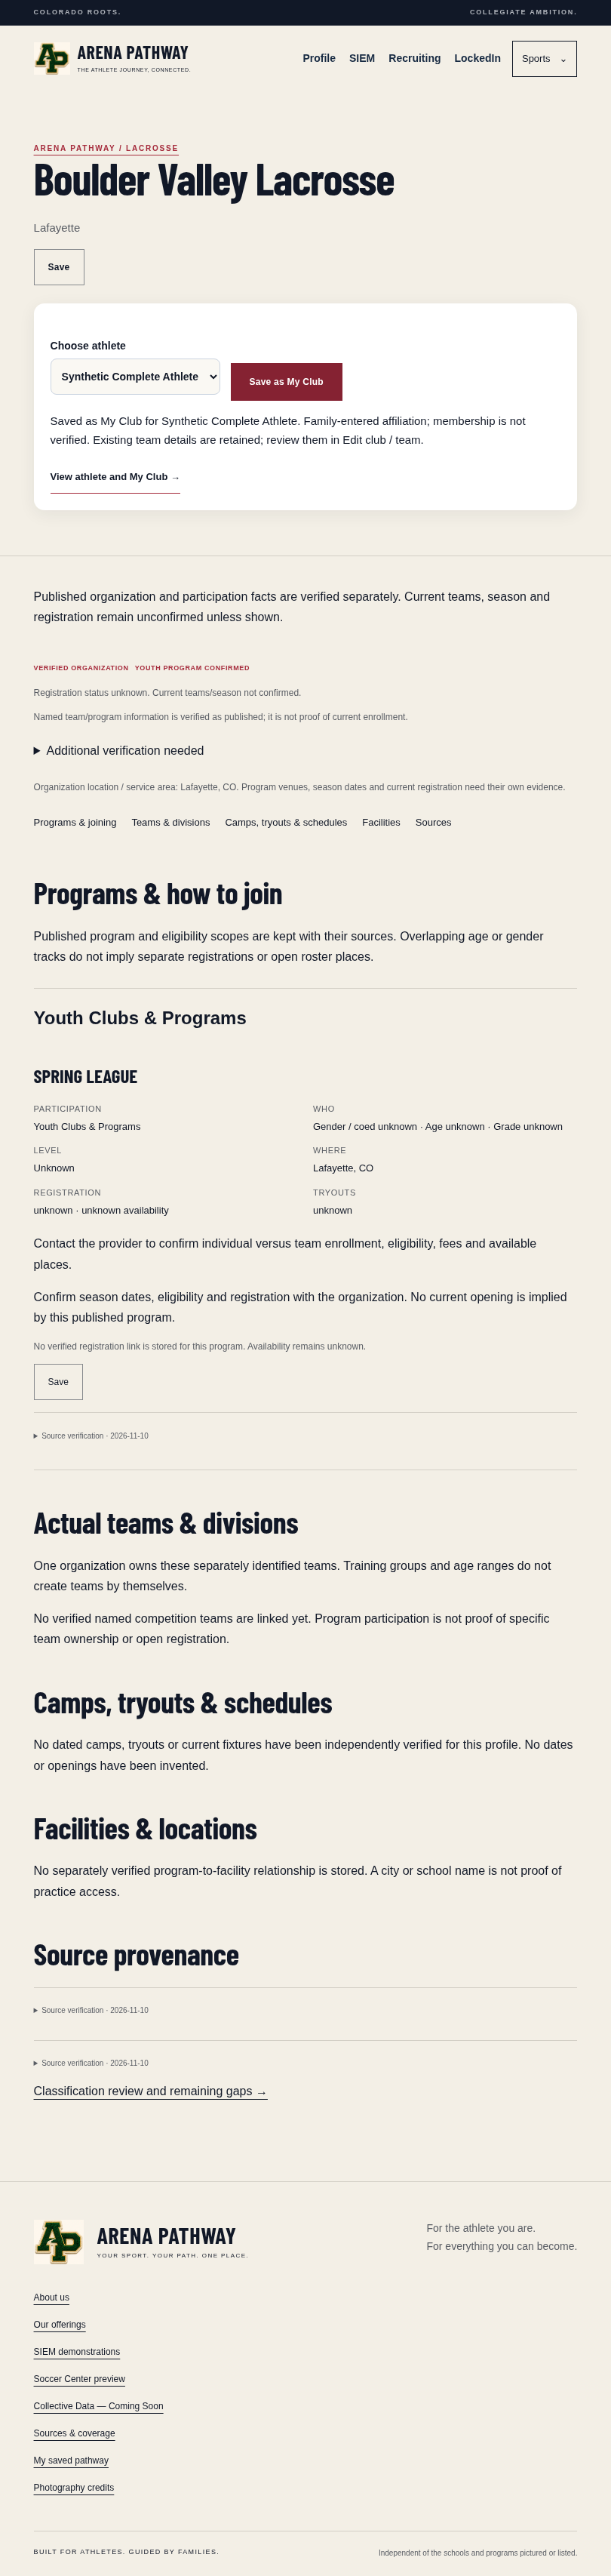 COLORADO ROOTS.
COLLEGIATE AMBITION.
AP
ARENA PATHWAY
THE ATHLETE JOURNEY, CONNECTED.
Profile SIEM Recruiting LockedIn Sports
ARENA PATHWAY / LACROSSE
Boulder Valley Lacrosse
Lafayette
Save
Choose athlete
Synthetic Complete Athlete
Save as My Club
Saved as My Club for Synthetic Complete Athlete. Family-entered affiliation; membership is not
verified. Existing team details are retained; review them in Edit club / team.
View athlete and My Club →
Published organization and participation facts are verified separately. Current teams, season and
registration remain unconfirmed unless shown.
VERIFIED ORGANIZATION YOUTH PROGRAM CONFIRMED
Registration status unknown. Current teams/season not confirmed.
Named team/program information is verified as published; it is not proof of current enrollment.
▶ Additional verification needed
Organization location / service area: Lafayette, CO. Program venues, season dates and current registration need their own evidence.
Programs & joining Teams & divisions Camps, tryouts & schedules Facilities Sources
Programs & how to join
Published program and eligibility scopes are kept with their sources. Overlapping age or gender
tracks do not imply separate registrations or open roster places.
Youth Clubs & Programs
SPRING LEAGUE
PARTICIPATION
Youth Clubs & Programs
WHO
Gender / coed unknown · Age unknown · Grade unknown
LEVEL
Unknown
WHERE
Lafayette, CO
REGISTRATION
unknown · unknown availability
TRYOUTS
unknown
Contact the provider to confirm individual versus team enrollment, eligibility, fees and available
places.
Confirm season dates, eligibility and registration with the organization. No current opening is implied
by this published program.
No verified registration link is stored for this program. Availability remains unknown.
Save
▶ Source verification · 2026-11-10
Actual teams & divisions
One organization owns these separately identified teams. Training groups and age ranges do not
create teams by themselves.
No verified named competition teams are linked yet. Program participation is not proof of specific
team ownership or open registration.
Camps, tryouts & schedules
No dated camps, tryouts or current fixtures have been independently verified for this profile. No dates
or openings have been invented.
Facilities & locations
No separately verified program-to-facility relationship is stored. A city or school name is not proof of
practice access.
Source provenance
▶ Source verification · 2026-11-10
▶ Source verification · 2026-11-10
Classification review and remaining gaps →
AP
ARENA PATHWAY
YOUR SPORT. YOUR PATH. ONE PLACE.
For the athlete you are.
For everything you can become.
About us
Our offerings
SIEM demonstrations
Soccer Center preview
Collective Data — Coming Soon
Sources & coverage
My saved pathway
Photography credits
BUILT FOR ATHLETES. GUIDED BY FAMILIES.
Independent of the schools and programs pictured or listed.